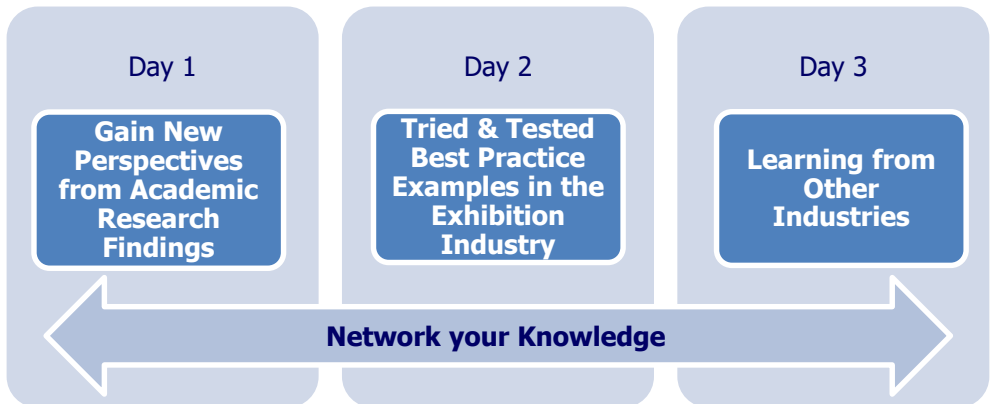 Day 1
Gain New
Perspectives
from Academic
Research
Findings
Day 2
Tried & Tested
Best Practice
Examples in the
Exhibition
Industry
Day 3
Learning from
Other
Industries
Network your Knowledge